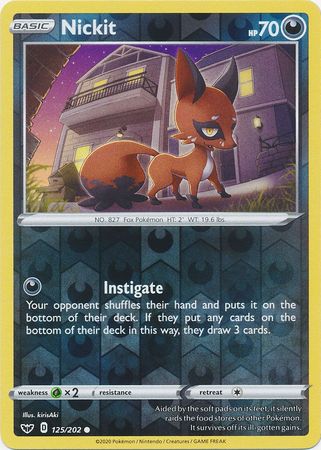 BASIC
Nickit
HP70
NO. 827 Fox Pokémon HT: 2' WT: 19.6 lbs.
Instigate
Your opponent shuffles their hand and puts it on the
bottom of their deck. If they put any cards on the
bottom of their deck in this way, they draw 3 cards.
weakness ×2 resistance retreat
Illus. kirisAki
Aided by the soft pads on its feet, it silently
raids the food stores of other Pokémon.
It survives off its ill-gotten gains.
D 125/202
©2020 Pokémon / Nintendo / Creatures / GAME FREAK